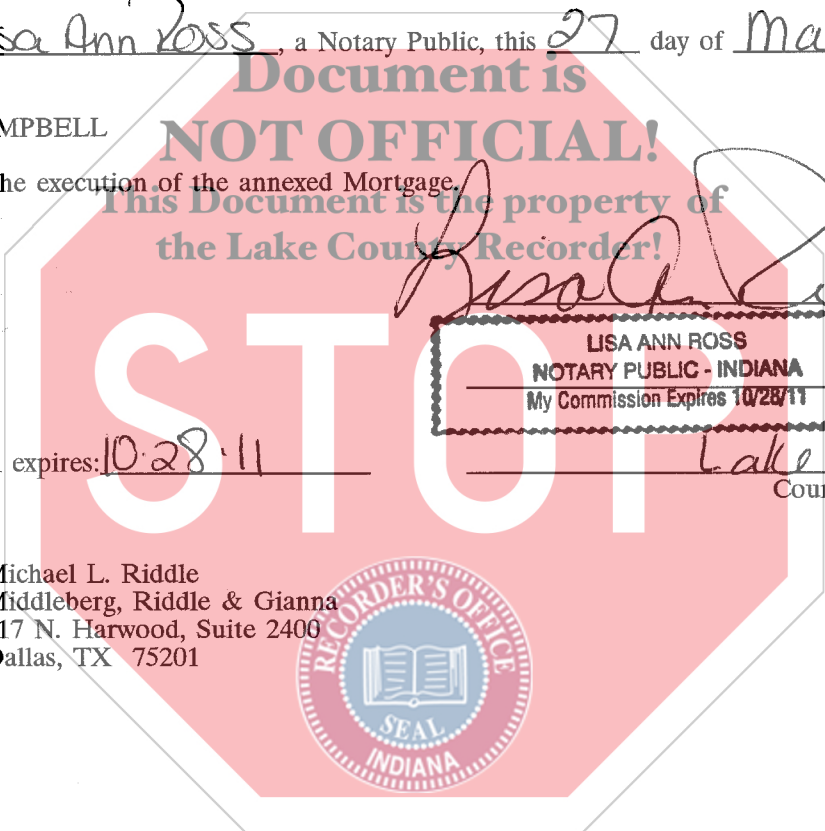 sa Ann Ross, a Notary Public, this 27 day of Ma
Document is
MPBELL
NOT OFFICIAL!
he execution of the annexed Mortgage.
This Document is the property of
the Lake County Recorder!
Lisa Ann
STOP
LISA ANN ROSS
NOTARY PUBLIC - INDIANA
My Commission Expires 10/28/11
expires: 10·28·11
Lake
Coun
Michael L. Riddle
Middleberg, Riddle & Gianna
17 N. Harwood, Suite 2400
Dallas, TX 75201
RECORDER'S OFFICE
SEAL
INDIANA